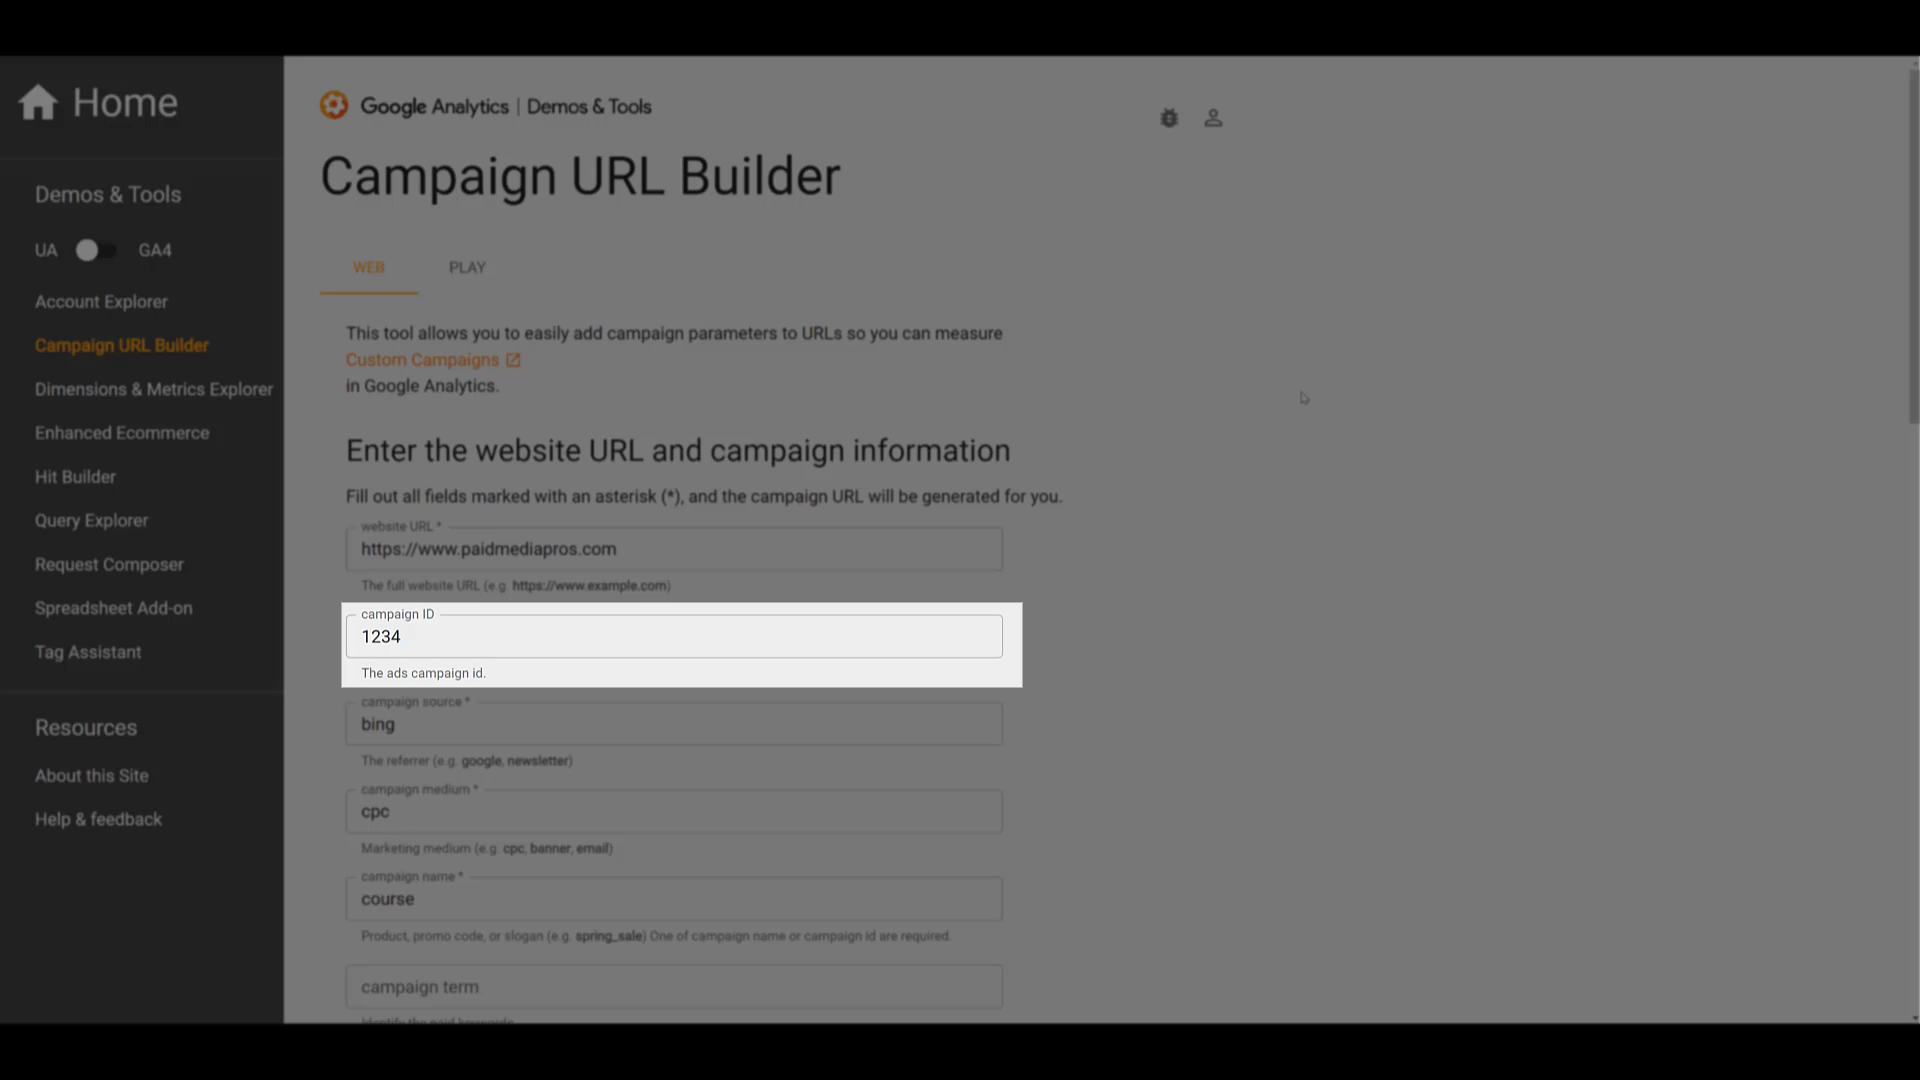 Home
Demos & Tools
UA GA4
Account Explorer
Campaign URL Builder
Dimensions & Metrics Explorer
Enhanced Ecommerce
Hit Builder
Query Explorer
Request Composer
Spreadsheet Add-on
Tag Assistant
Resources
About this Site
Help & feedback
Google Analytics | Demos & Tools
Campaign URL Builder
WEB PLAY
This tool allows you to easily add campaign parameters to URLs so you can measure
Custom Campaigns
in Google Analytics.
Enter the website URL and campaign information
Fill out all fields marked with an asterisk (*), and the campaign URL will be generated for you.
website URL *
https://www.paidmediapros.com
The full website URL (e.g. https://www.example.com)
campaign ID
1234
The ads campaign id.
campaign source *
bing
The referrer (e.g. google, newsletter)
campaign medium *
cpc
Marketing medium (e.g. cpc, banner, email)
campaign name *
course
Product, promo code, or slogan (e.g. spring_sale) One of campaign name or campaign id are required.
campaign term
Identify the paid keywords